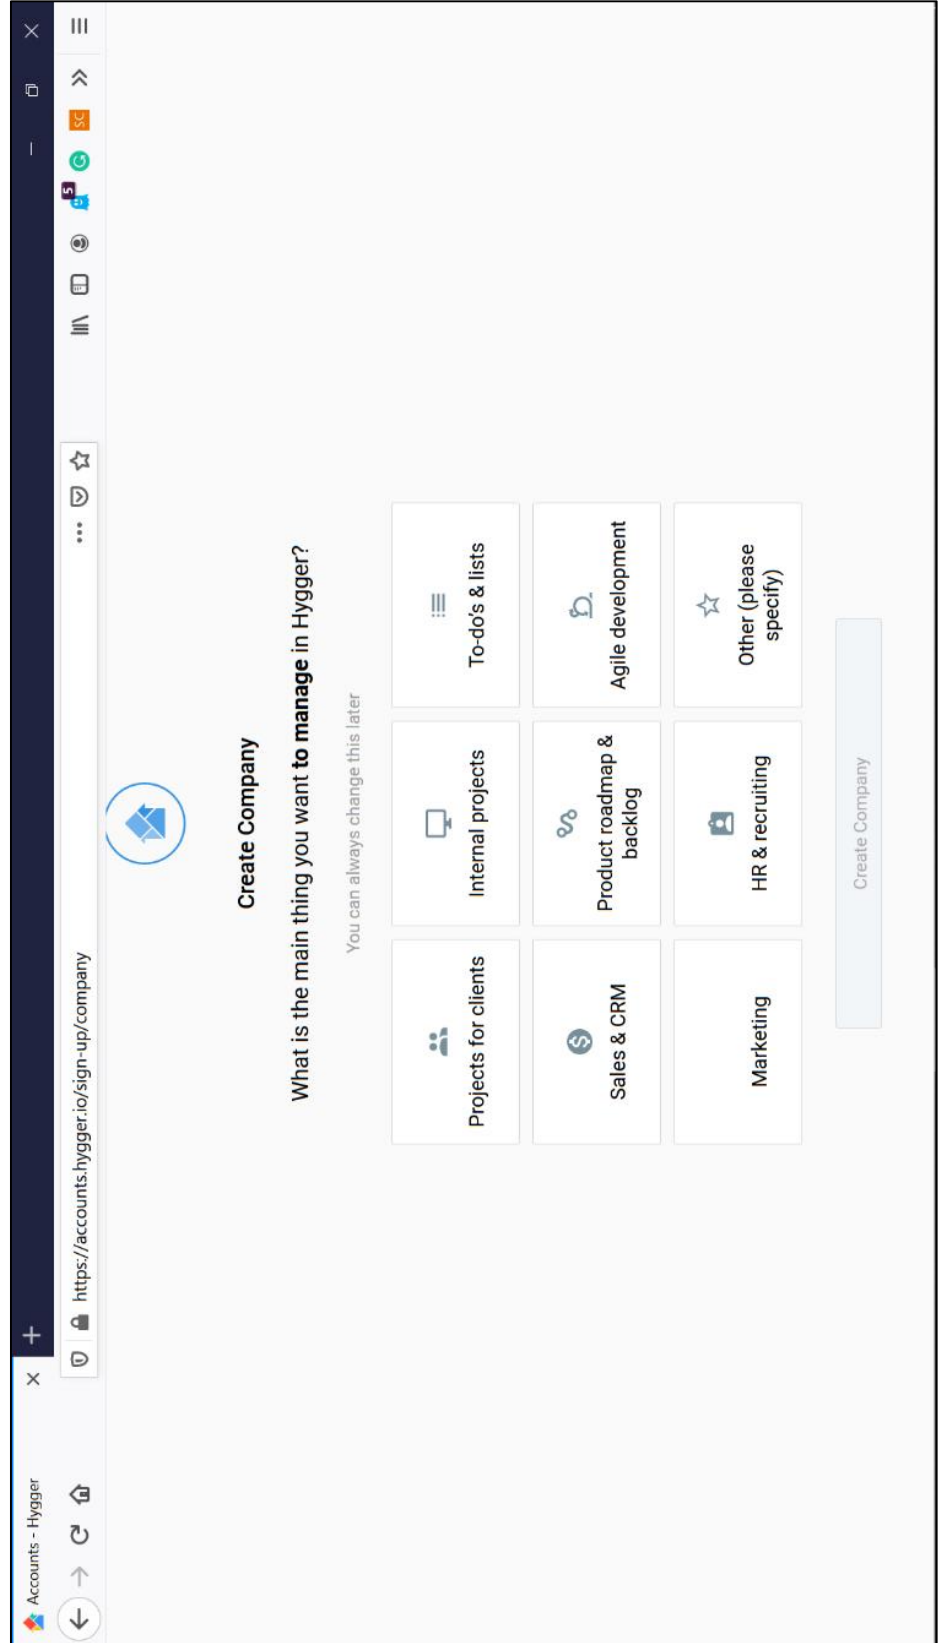 Accounts - Hygger
https://accounts.hygger.io/sign-up/company
5
SC
Create Company
What is the main thing you want to manage in Hygger?
You can always change this later
Projects for clients
Internal projects
To-do's & lists
Sales & CRM
Product roadmap &
backlog
Agile development
Marketing
HR & recruiting
Other (please
specify)
Create Company